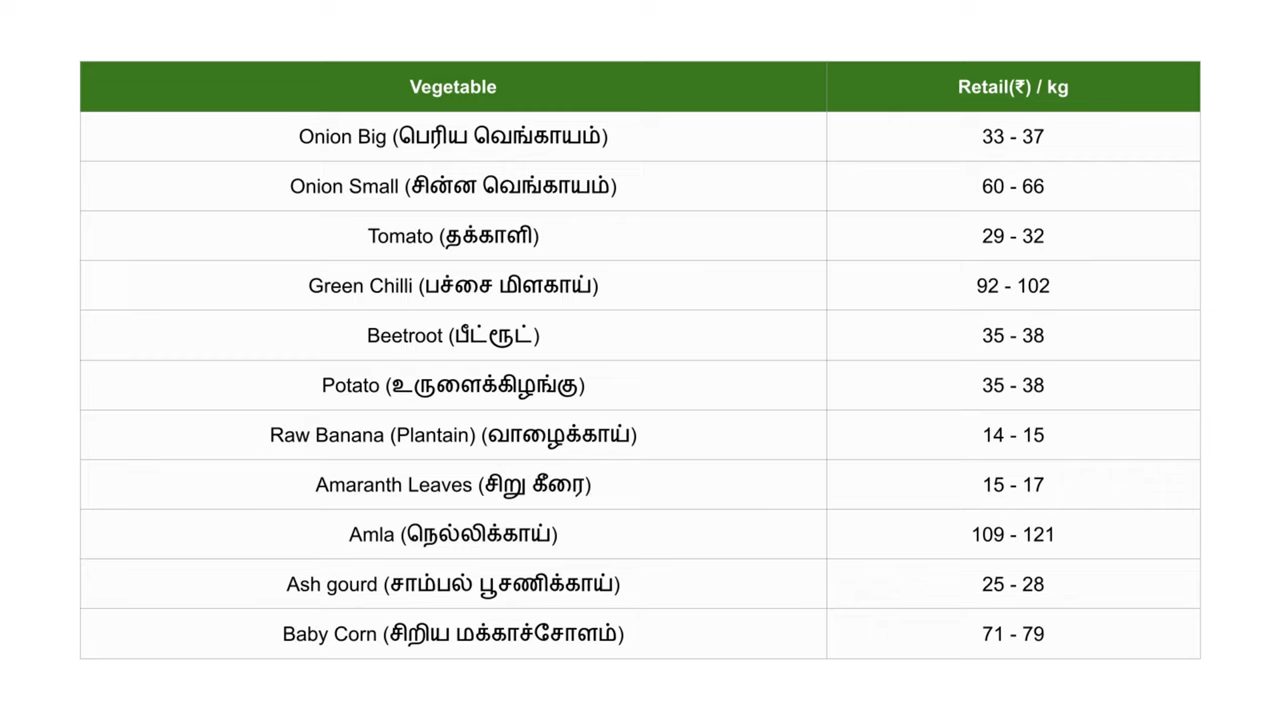 Vegetable Retail(₹) / kg
Onion Big (பெரிய வெங்காயம்) 33 - 37
Onion Small (சின்ன வெங்காயம்) 60 - 66
Tomato (தக்காளி) 29 - 32
Green Chilli (பச்சை மிளகாய்) 92 - 102
Beetroot (பீட்ரூட்) 35 - 38
Potato (உருளைக்கிழங்கு) 35 - 38
Raw Banana (Plantain) (வாழைக்காய்) 14 - 15
Amaranth Leaves (சிறு கீரை) 15 - 17
Amla (நெல்லிக்காய்) 109 - 121
Ash gourd (சாம்பல் பூசணிக்காய்) 25 - 28
Baby Corn (சிறிய மக்காச்சோளம்) 71 - 79